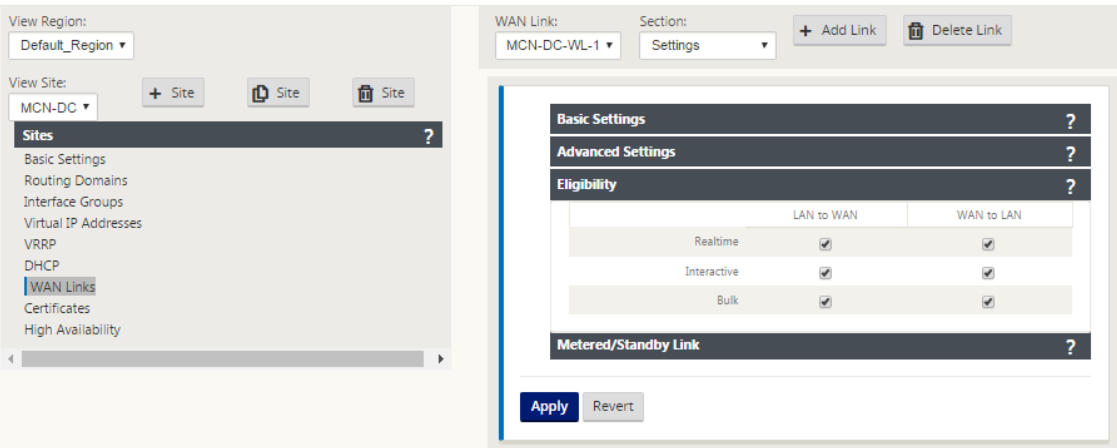 View Region:
Default_Region
View Site:
MCN-DC
+ Site
Site
Site
Sites ?
Basic Settings
Routing Domains
Interface Groups
Virtual IP Addresses
VRRP
DHCP
WAN Links
Certificates
High Availability
WAN Link:
MCN-DC-WL-1
Section:
Settings
+ Add Link
Delete Link
Basic Settings ?
Advanced Settings ?
Eligibility ?
LAN to WAN WAN to LAN
Realtime
Interactive
Bulk
Metered/Standby Link ?
Apply Revert